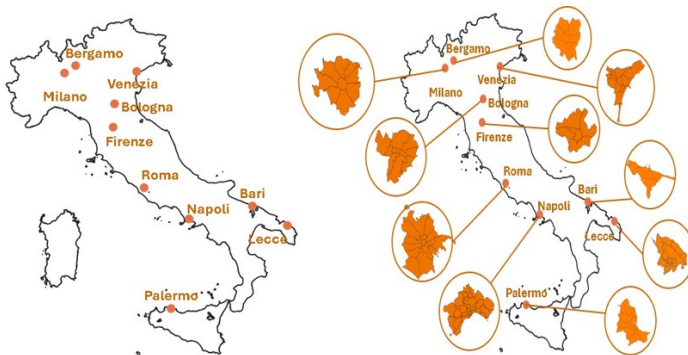 Bergamo
Milano
Venezia
Bologna
Firenze
Roma
Bari
Napoli
Lecce
Palermo
Bergamo
Milano
Venezia
Bologna
Firenze
Roma
Bari
Napoli
Lecce
Palermo